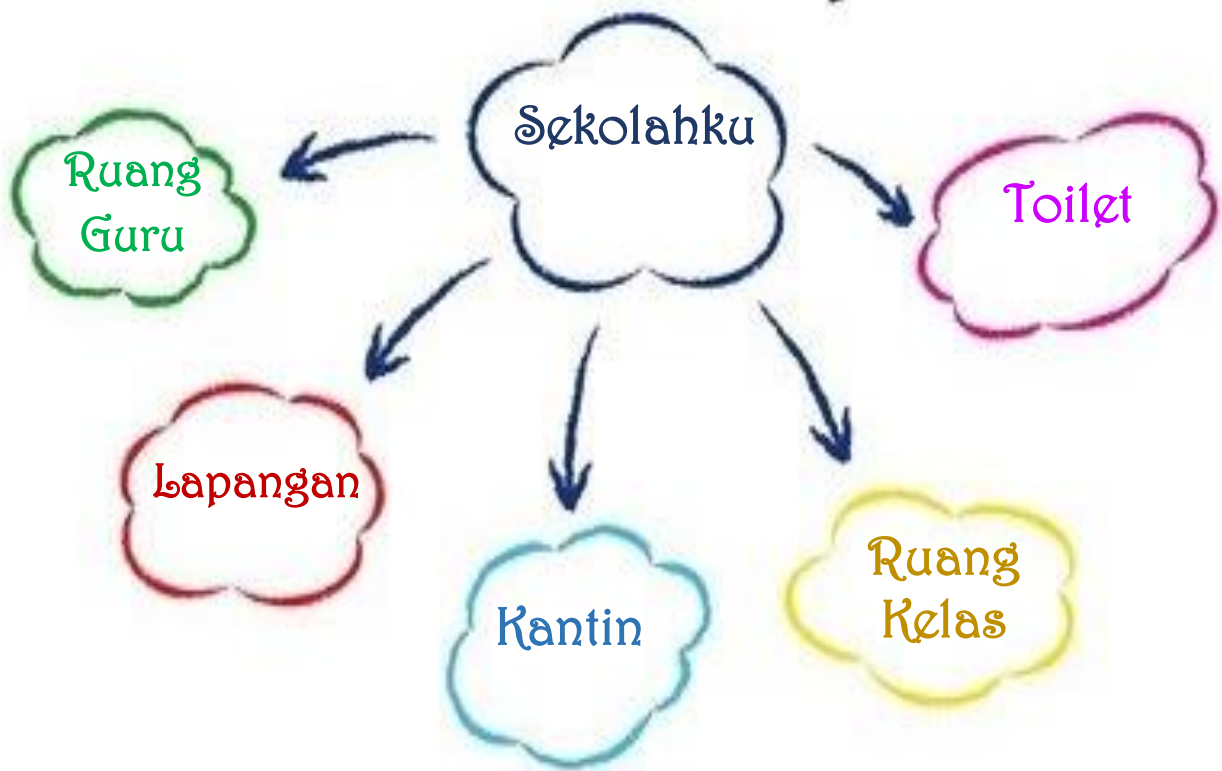 Sekolahku
Ruang
Guru
Toilet
Lapangan
Kantin
Ruang
Kelas